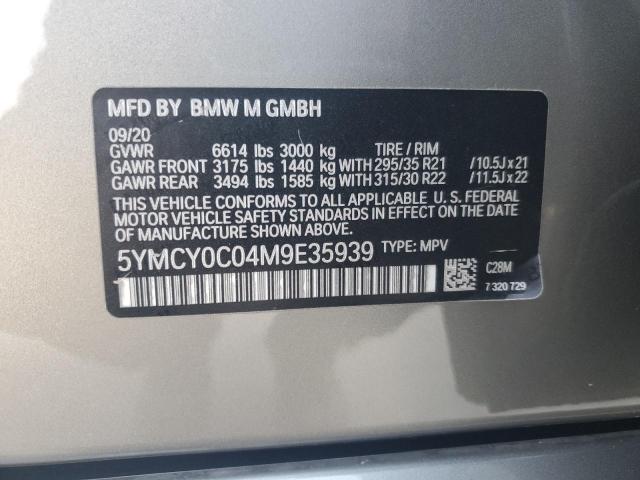 MFD BY BMW M GMBH
09/20
GVWR 6614 lbs 3000 kg TIRE / RIM
GAWR FRONT 3175 lbs 1440 kg WITH 295/35 R21 /10.5J x 21
GAWR REAR 3494 lbs 1585 kg WITH 315/30 R22 /11.5J x 22
THIS VEHICLE CONFORMS TO ALL APPLICABLE U. S. FEDERAL
MOTOR VEHICLE SAFETY STANDARDS IN EFFECT ON THE DATE
OF MANUFACTURE SHOWN ABOVE.
5YMCY0C04M9E35939 TYPE: MPV
C28M
7 320 729